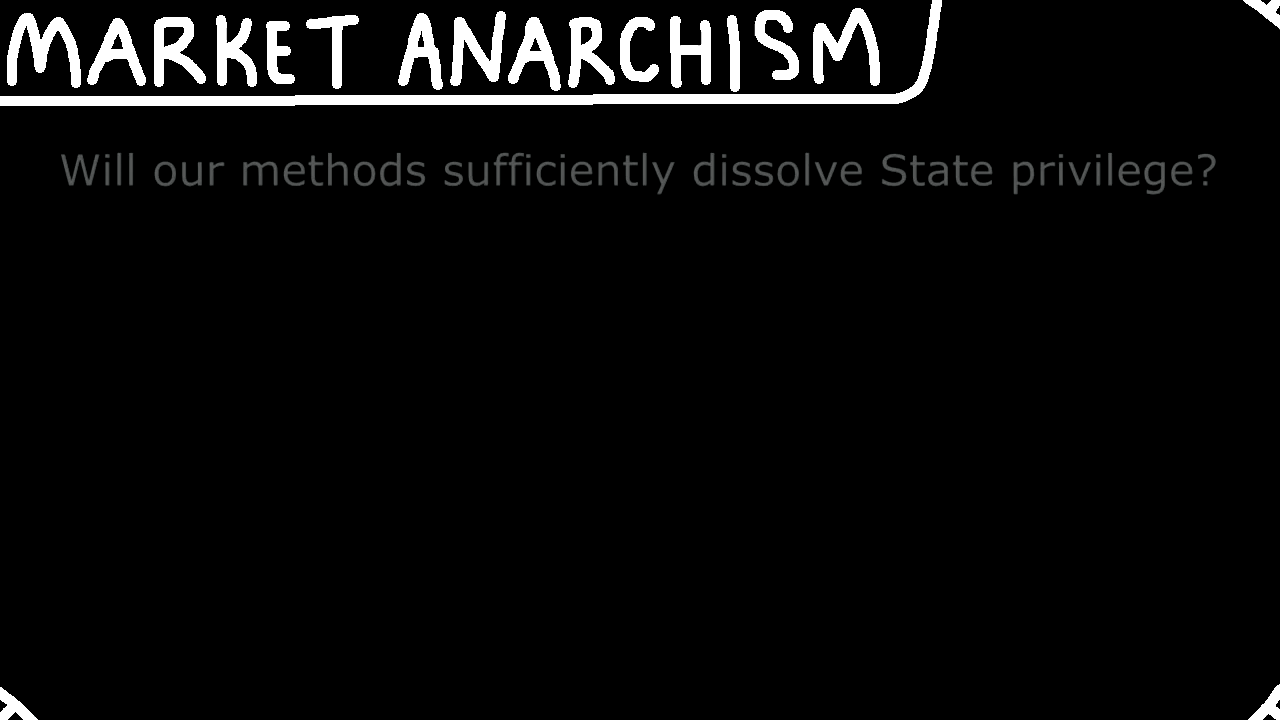 MARKET ANARCHISM
Will our methods sufficiently dissolve State privilege?